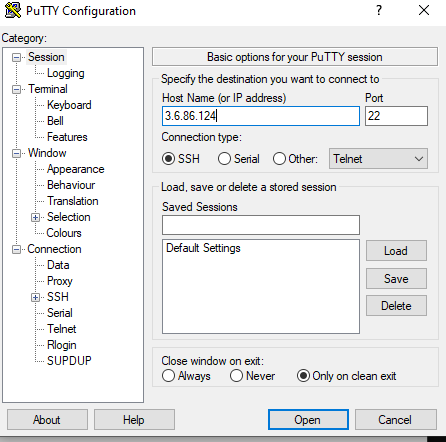 PuTTY Configuration
?
Category:
Session
Logging
Terminal
Keyboard
Bell
Features
Window
Appearance
Behaviour
Translation
Selection
Colours
Connection
Data
Proxy
SSH
Serial
Telnet
Rlogin
SUPDUP
Basic options for your PuTTY session
Specify the destination you want to connect to
Host Name (or IP address) Port
3.6.86.124 22
Connection type:
SSH Serial Other: Telnet
Load, save or delete a stored session
Saved Sessions
Default Settings
Load
Save
Delete
Close window on exit:
Always Never Only on clean exit
About Help Open Cancel